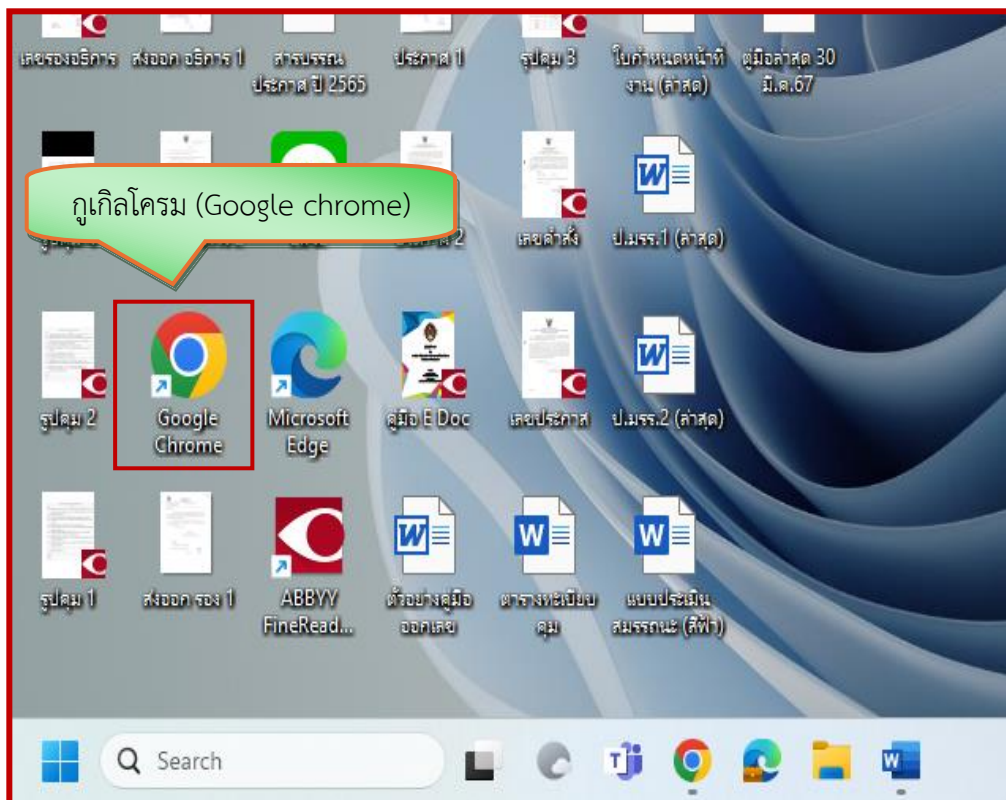 เลขรองอธิการ
ส่งออก อธิการ 1
สารบรรณ
ประกาศ ปี 2565
ประกาศ 1
รูปคุม 3
ใบกำหนดหน้าที่
งาน (ล่าสุด)
คู่มือล่าสุด 30
มี.ค.67
กูเกิลโครม (Google chrome)
เลขคำสั่ง
ป.มรร.1 (ล่าสุด)
รูปคุม 2
Google
Chrome
Microsoft
Edge
คู่มือ E Doc
เลขประกาศ
ป.มรร.2 (ล่าสุด)
รูปคุม 1
ส่งออก รอง 1
ABBYY
FineRead...
ตัวอย่างคู่มือ
ออกเลข
ตารางทะเบียน
คุม
แบบประเมิน
สมรรถนะ (สีฟ้า)
Search